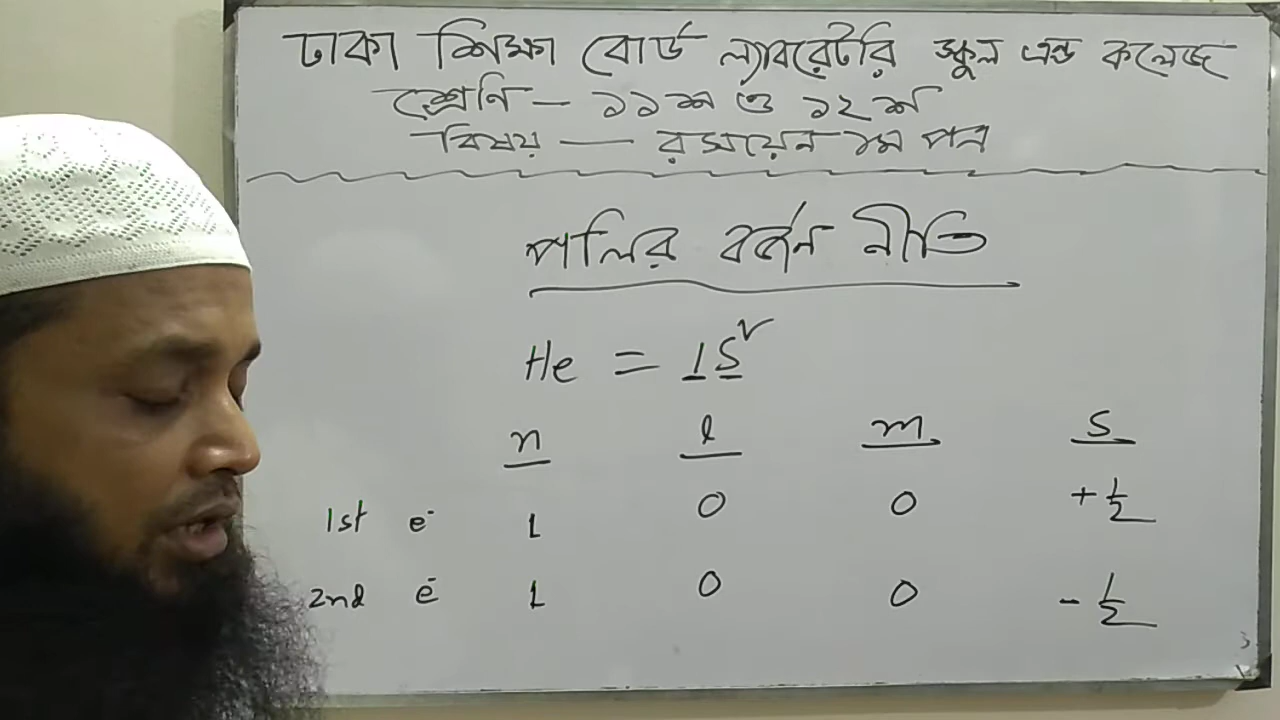 ঢাকা শিক্ষা বোর্ড ল্যাবরেটরি স্কুল এন্ড কলেজ
শ্রেণি — ১১শ ও ১২শ
বিষয় — রসায়ন ১ম পত্র
পলির বর্জন নীতি
He = 1S²
n l m s
1st e⁻ 1 0 0 +1/2
2nd e⁻ 1 0 0 -1/2